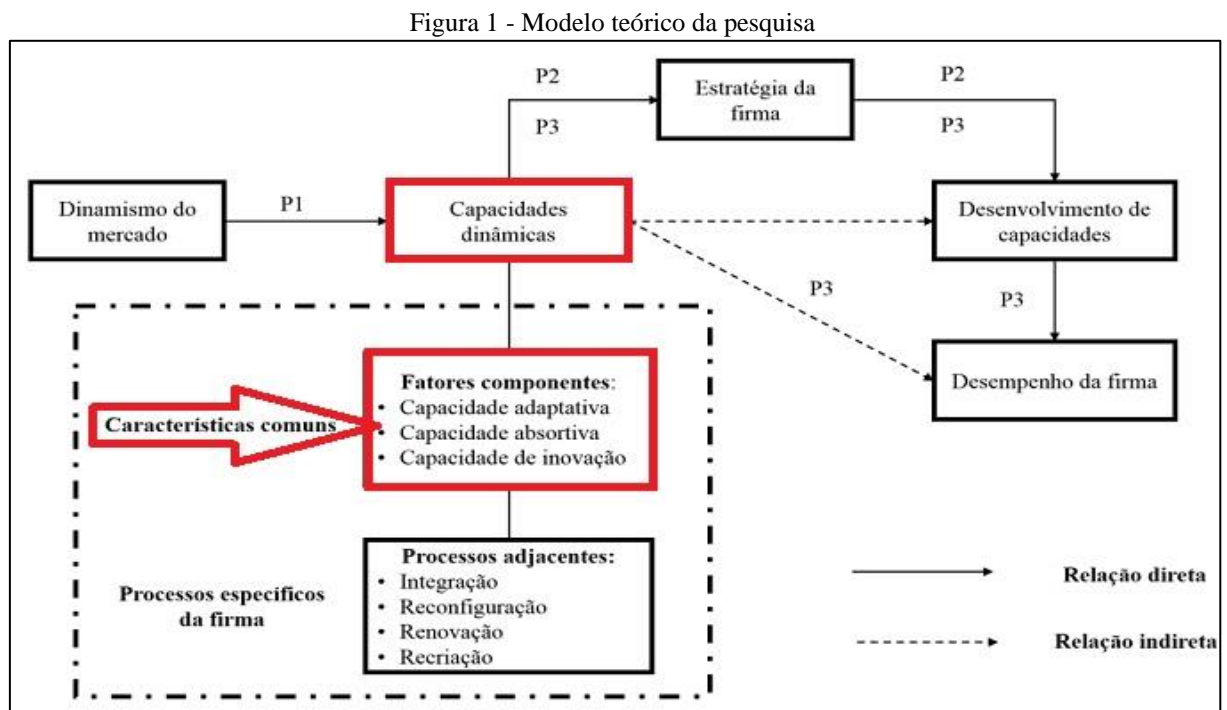 Figura 1 - Modelo teórico da pesquisa
P2
P3
Estratégia da
firma
P2
P3
Dinamismo do
mercado
P1
Capacidades
dinâmicas
Desenvolvimento de
capacidades
P3
P3
Desempenho da firma
Características comuns
Fatores componentes:
• Capacidade adaptativa
• Capacidade absortiva
• Capacidade de inovação
Processos específicos
da firma
Processos adjacentes:
• Integração
• Reconfiguração
• Renovação
• Recriação
Relação direta
Relação indireta